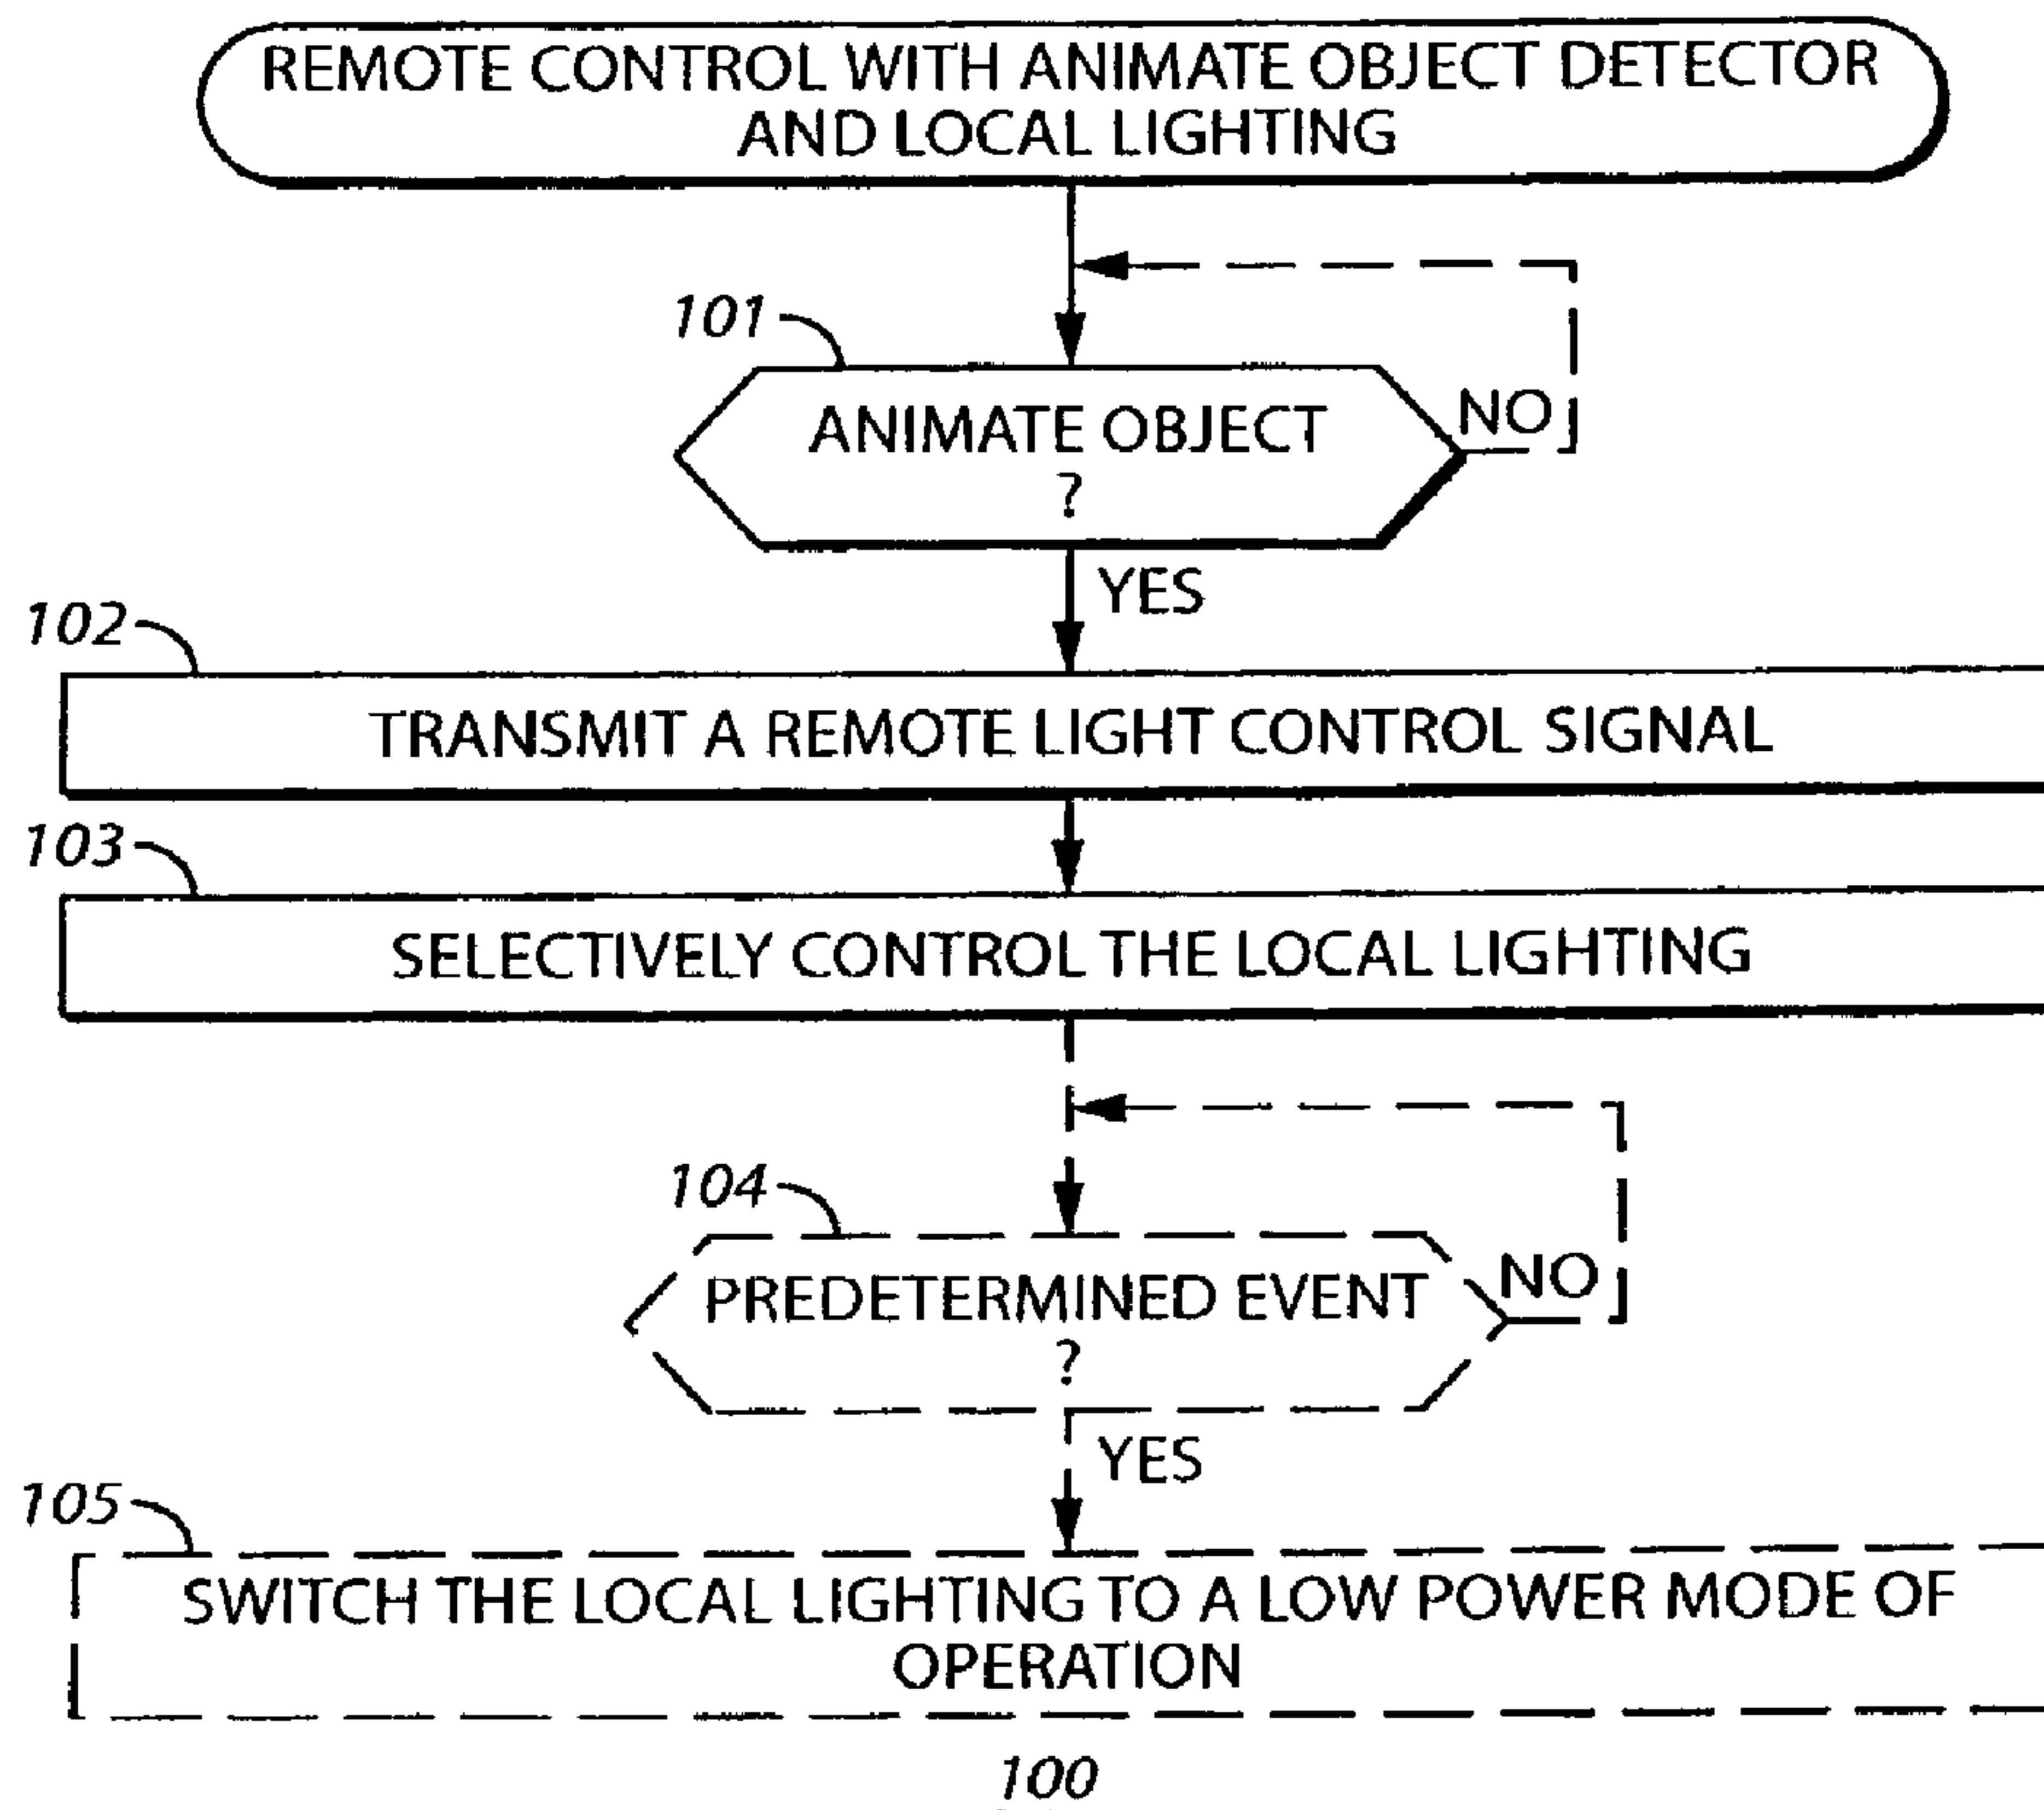 REMOTE CONTROL WITH ANIMATE OBJECT DETECTOR
AND LOCAL LIGHTING
101
ANIMATE OBJECT
?
NO
YES
102
TRANSMIT A REMOTE LIGHT CONTROL SIGNAL
103
SELECTIVELY CONTROL THE LOCAL LIGHTING
104
PREDETERMINED EVENT
?
NO
YES
105
SWITCH THE LOCAL LIGHTING TO A LOW POWER MODE OF
OPERATION
100